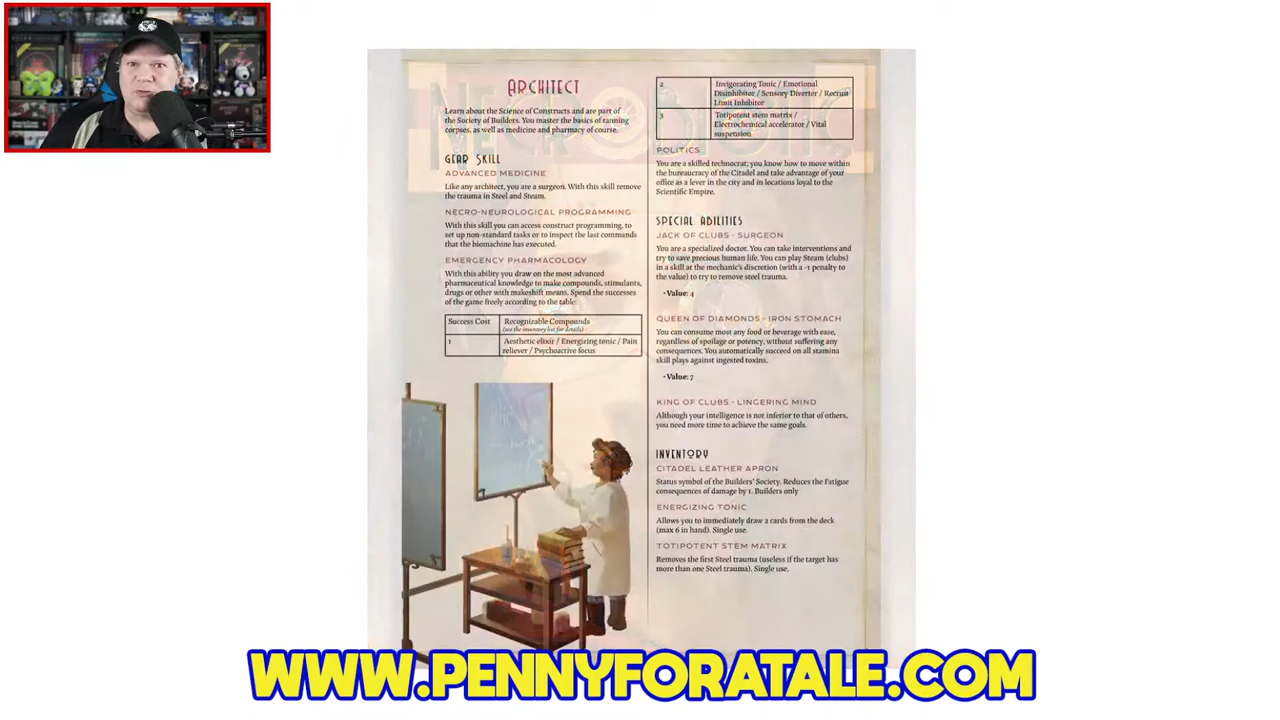 ARCHITECT
Learn about the Science of Constructs and are part of
the Society of Builders. You master the basics of tanning
corpses, as well as medicine and pharmacy of course.
GEAR SKILL
ADVANCED MEDICINE
Like any architect, you are a surgeon. With this skill remove
the trauma in Steel and Steam.
NECRO-NEUROLOGICAL PROGRAMMING
With this skill you can access construct programming, to
set up non-standard tasks or to inspect the last commands
that the biomachine has executed.
EMERGENCY PHARMACOLOGY
With this ability you draw on the most advanced
pharmaceutical knowledge to make compounds, stimulants,
drugs or other with makeshift means. Spend the successes
of the game freely according to the table:
Success Cost Recognizable Compounds
(see the inventory list for details)
1 Aesthetic elixir / Energizing tonic / Pain
reliever / Psychoactive focus
2 Invigorating Tonic / Emotional
Disinhibitor / Sensory Diverter / Recruit
Limit Inhibitor
3 Totipotent stem matrix /
Electrochemical accelerator / Vital
suspension
POLITICS
You are a skilled technocrat; you know how to move within
the bureaucracy of the Citadel and take advantage of your
office as a lever in the city and in locations loyal to the
Scientific Empire.
SPECIAL ABILITIES
JACK OF CLUBS - SURGEON
You are a specialized doctor. You can take interventions and
try to save precious human life. You can play Steam (clubs)
in a skill at the mechanic's discretion (with a -1 penalty to
the value) to try to remove steel trauma.
• Value: 4
QUEEN OF DIAMONDS - IRON STOMACH
You can consume most any food or beverage with ease,
regardless of spoilage or potency, without suffering any
consequences. You automatically succeed on all stamina
skill plays against ingested toxins.
• Value: 7
KING OF CLUBS - LINGERING MIND
Although your intelligence is not inferior to that of others,
you need more time to achieve the same goals.
INVENTORY
CITADEL LEATHER APRON
Status symbol of the Builders' Society. Reduces the Fatigue
consequences of damage by 1. Builders only
ENERGIZING TONIC
Allows you to immediately draw 2 cards from the deck
(max 6 in hand). Single use.
TOTIPOTENT STEM MATRIX
Removes the first Steel trauma (useless if the target has
more than one Steel trauma). Single use.
WWW.PENNYFORATALE.COM